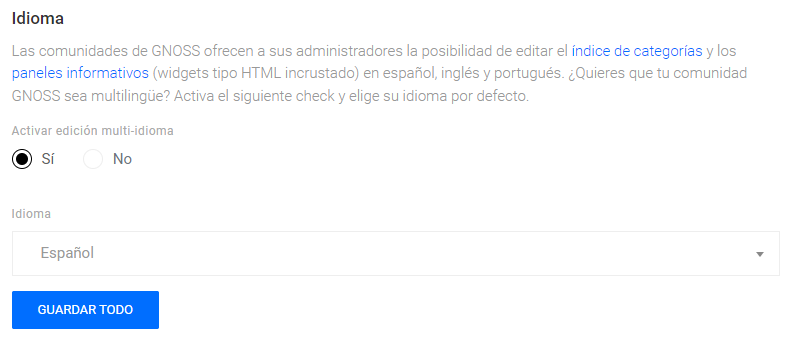 Idioma
Las comunidades de GNOSS ofrecen a sus administradores la posibilidad de editar el índice de categorías y los
paneles informativos (widgets tipo HTML incrustado) en español, inglés y portugués. ¿Quieres que tu comunidad
GNOSS sea multilingüe? Activa el siguiente check y elige su idioma por defecto.
Activar edición multi-idioma
Sí No
Idioma
Español
GUARDAR TODO